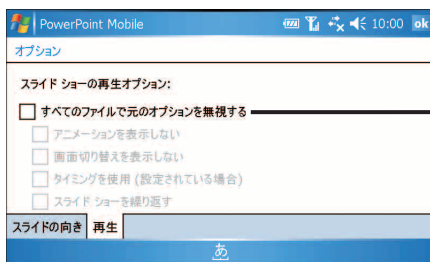 PowerPoint Mobile 10:00 ok
オプション
スライド ショーの再生オプション:
すべてのファイルで元のオプションを無視する
アニメーションを表示しない
画面切り替えを表示しない
タイミングを使用 (設定されている場合)
スライド ショーを繰り返す
スライドの向き 再生
あ